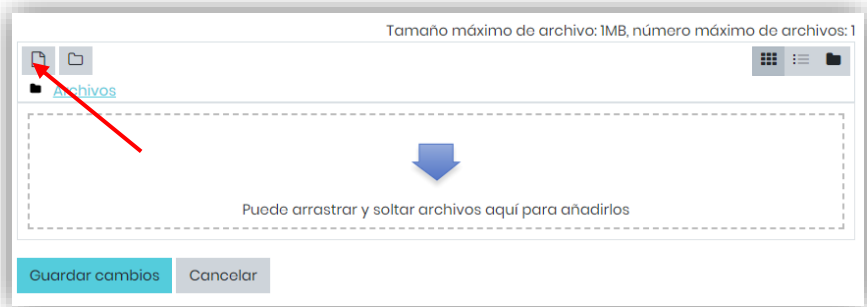 Tamaño máximo de archivo: 1MB, número máximo de archivos: 1
Archivos
Puede arrastrar y soltar archivos aquí para añadirlos
Guardar cambios Cancelar